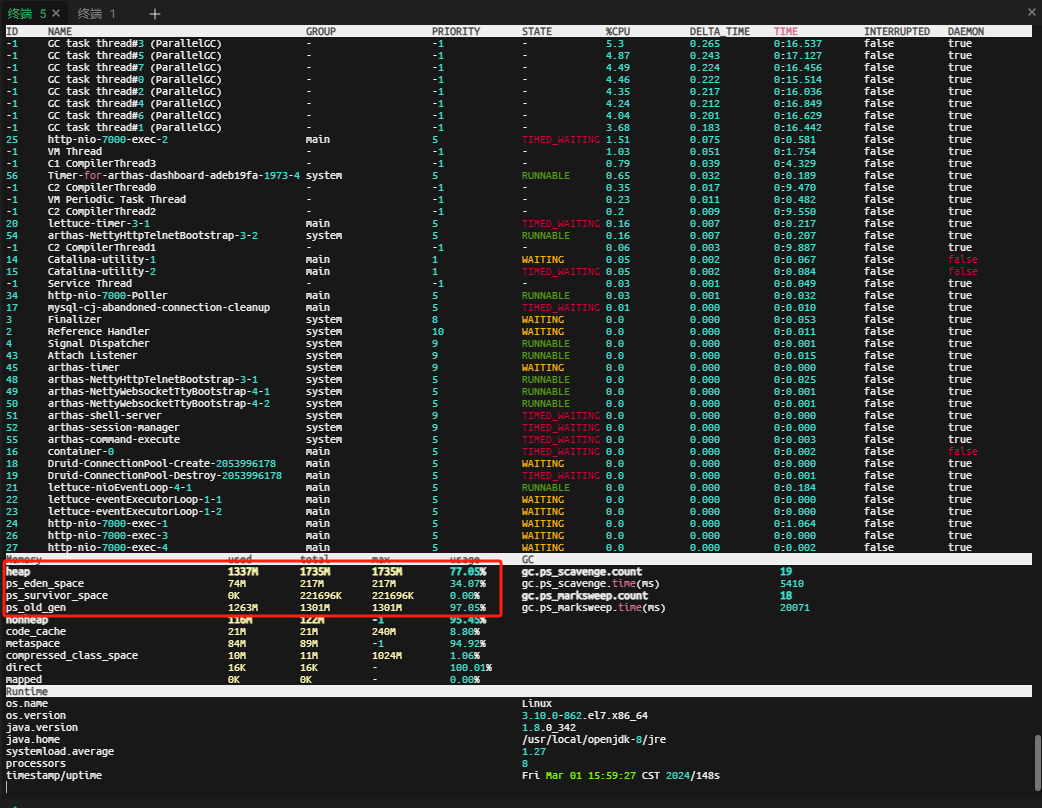 终端 5 × 终端 1 + ×
ID NAME GROUP PRIORITY STATE %CPU DELTA_TIME TIME INTERRUPTED DAEMON
-1 GC task thread#3 (ParallelGC) - -1 - 5.3 0.265 0:16.537 false true
-1 GC task thread#5 (ParallelGC) - -1 - 4.87 0.243 0:17.127 false true
-1 GC task thread#7 (ParallelGC) - -1 - 4.49 0.224 0:16.456 false true
-1 GC task thread#0 (ParallelGC) - -1 - 4.46 0.222 0:15.514 false true
-1 GC task thread#2 (ParallelGC) - -1 - 4.35 0.217 0:16.036 false true
-1 GC task thread#4 (ParallelGC) - -1 - 4.24 0.212 0:16.849 false true
-1 GC task thread#6 (ParallelGC) - -1 - 4.04 0.201 0:16.629 false true
-1 GC task thread#1 (ParallelGC) - -1 - 3.68 0.183 0:16.442 false true
25 http-nio-7000-exec-2 main 5 TIMED_WAITING 1.51 0.075 0:0.581 false true
-1 VM Thread - -1 - 1.03 0.051 0:1.754 false true
-1 C1 CompilerThread3 - -1 - 0.79 0.039 0:4.329 false true
56 Timer-for-arthas-dashboard-adeb19fa-1973-4 system 5 RUNNABLE 0.65 0.032 0:0.189 false true
-1 C2 CompilerThread0 - -1 - 0.35 0.017 0:9.470 false true
-1 VM Periodic Task Thread - -1 - 0.23 0.011 0:0.482 false true
-1 C2 CompilerThread2 - -1 - 0.2 0.009 0:9.550 false true
20 lettuce-timer-3-1 main 5 TIMED_WAITING 0.16 0.007 0:0.217 false true
54 arthas-NettyHttpTelnetBootstrap-3-2 system 5 RUNNABLE 0.16 0.007 0:0.207 false true
-1 C2 CompilerThread1 - -1 - 0.06 0.003 0:9.887 false true
14 Catalina-utility-1 main 1 WAITING 0.05 0.002 0:0.067 false false
15 Catalina-utility-2 main 1 TIMED_WAITING 0.05 0.002 0:0.084 false false
-1 Service Thread - -1 - 0.03 0.001 0:0.049 false true
34 http-nio-7000-Poller main 5 RUNNABLE 0.03 0.001 0:0.032 false true
17 mysql-cj-abandoned-connection-cleanup main 5 TIMED_WAITING 0.01 0.000 0:0.010 false true
3 Finalizer system 8 WAITING 0.0 0.000 0:0.053 false true
2 Reference Handler system 10 WAITING 0.0 0.000 0:0.011 false true
4 Signal Dispatcher system 9 RUNNABLE 0.0 0.000 0:0.001 false true
43 Attach Listener system 9 RUNNABLE 0.0 0.000 0:0.015 false true
45 arthas-timer system 9 WAITING 0.0 0.000 0:0.000 false true
48 arthas-NettyHttpTelnetBootstrap-3-1 system 5 RUNNABLE 0.0 0.000 0:0.025 false true
49 arthas-NettyWebsocketTtyBootstrap-4-1 system 5 RUNNABLE 0.0 0.000 0:0.001 false true
50 arthas-NettyWebsocketTtyBootstrap-4-2 system 5 RUNNABLE 0.0 0.000 0:0.001 false true
51 arthas-shell-server system 9 TIMED_WAITING 0.0 0.000 0:0.000 false true
52 arthas-session-manager system 9 TIMED_WAITING 0.0 0.000 0:0.000 false true
55 arthas-command-execute system 5 TIMED_WAITING 0.0 0.000 0:0.003 false true
16 container-0 main 5 TIMED_WAITING 0.0 0.000 0:0.002 false false
18 Druid-ConnectionPool-Create-2053996178 main 5 WAITING 0.0 0.000 0:0.000 false true
19 Druid-ConnectionPool-Destroy-2053996178 main 5 TIMED_WAITING 0.0 0.000 0:0.001 false true
21 lettuce-nioEventLoop-4-1 main 5 RUNNABLE 0.0 0.000 0:0.184 false true
22 lettuce-eventExecutorLoop-1-1 main 5 WAITING 0.0 0.000 0:0.000 false true
23 lettuce-eventExecutorLoop-1-2 main 5 WAITING 0.0 0.000 0:0.000 false true
24 http-nio-7000-exec-1 main 5 WAITING 0.0 0.000 0:1.064 false true
26 http-nio-7000-exec-3 main 5 WAITING 0.0 0.000 0:0.000 false true
27 http-nio-7000-exec-4 main 5 WAITING 0.0 0.000 0:0.002 false true
Memory used total max usage GC
heap 1337M 1735M 1735M 77.05% gc.ps_scavenge.count 19
ps_eden_space 74M 217M 217M 34.07% gc.ps_scavenge.time(ms) 5410
ps_survivor_space 0K 221696K 221696K 0.00% gc.ps_marksweep.count 18
ps_old_gen 1263M 1301M 1301M 97.05% gc.ps_marksweep.time(ms) 20071
nonheap 116M 122M -1 95.45%
code_cache 21M 21M 240M 8.80%
metaspace 84M 89M -1 94.92%
compressed_class_space 10M 11M 1024M 1.06%
direct 16K 16K - 100.01%
mapped 0K 0K - 0.00%
Runtime
os.name Linux
os.version 3.10.0-862.el7.x86_64
java.version 1.8.0_342
java.home /usr/local/openjdk-8/jre
systemload.average 1.27
processors 8
timestamp/uptime Fri Mar 01 15:59:27 CST 2024/148s